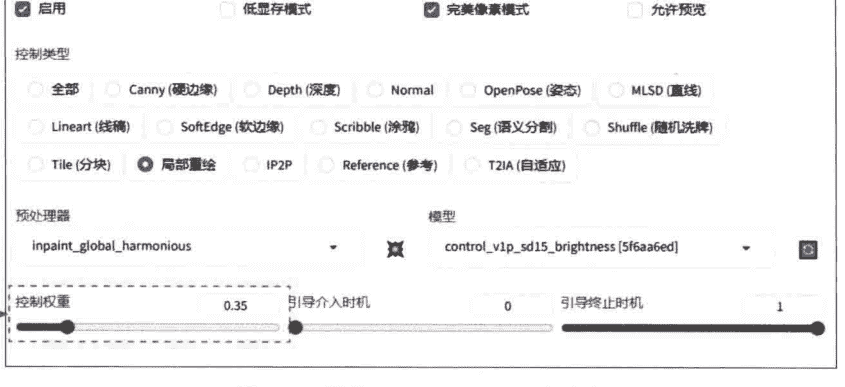 启用 低显存模式 完美像素模式 允许预览
控制类型
全部 Canny (硬边缘) Depth (深度) Normal OpenPose (姿态) MLSD (直线)
Lineart (线稿) SoftEdge (软边缘) Scribble (涂鸦) Seg (语义分割) Shuffle (随机洗牌)
Tile (分块) 局部重绘 IP2P Reference (参考) T2IA (自适应)
预处理器 模型
inpaint_global_harmonious control_v1p_sd15_brightness [5f6aa6ed]
控制权重 0.35 引导介入时机 0 引导终止时机 1